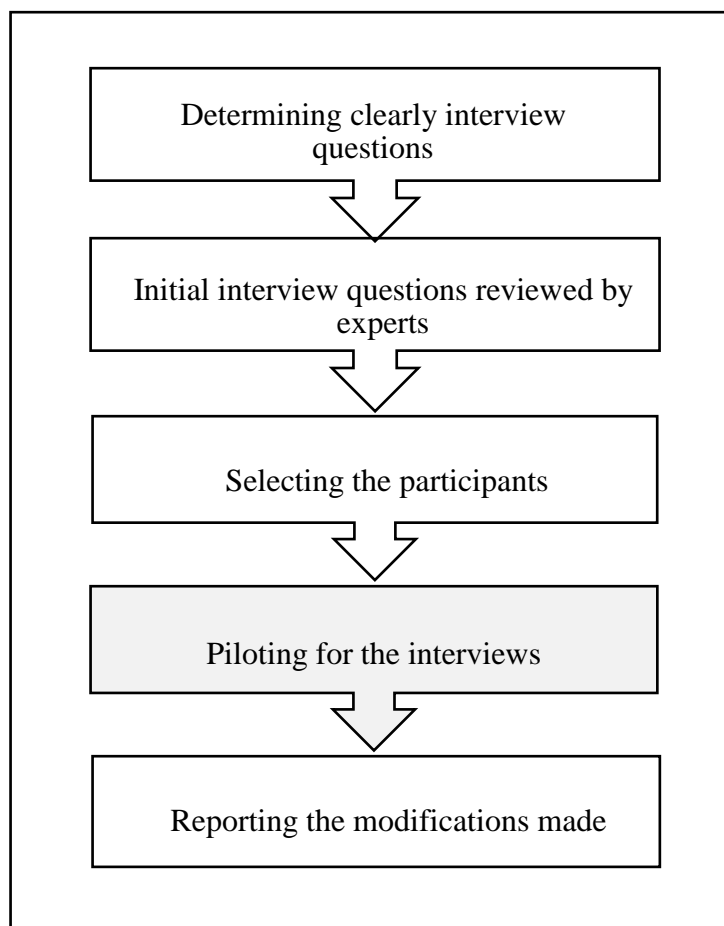 Determining clearly interview
questions
Initial interview questions reviewed by
experts
Selecting the participants
Piloting for the interviews
Reporting the modifications made